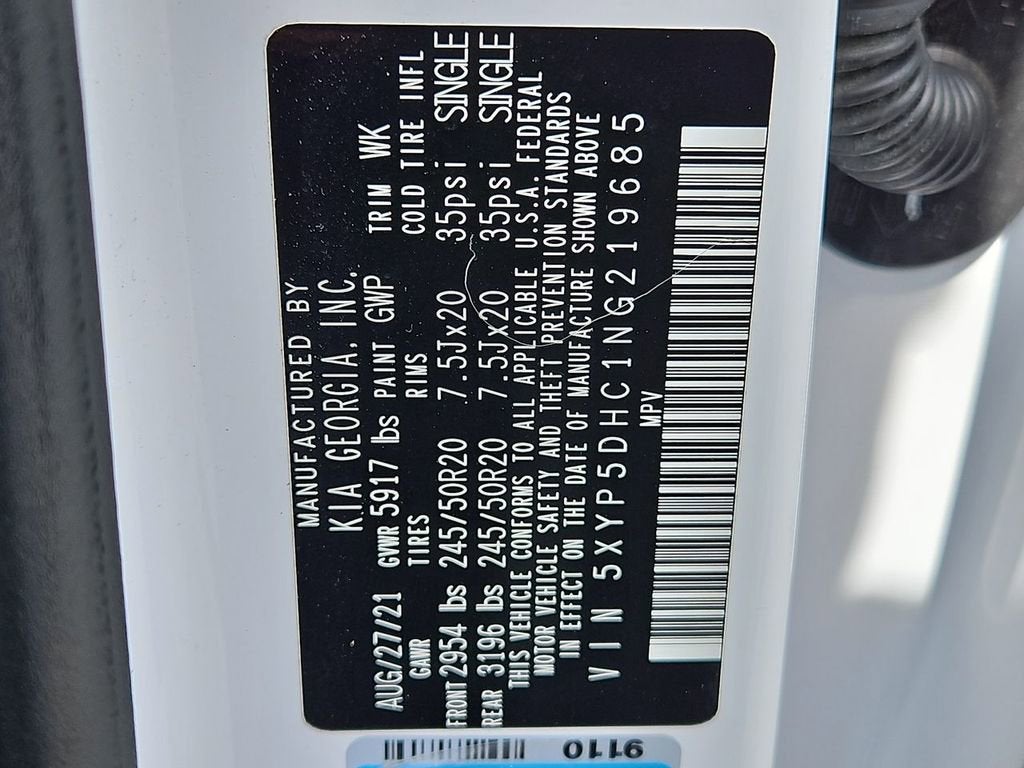 MANUFACTURED BY
KIA GEORGIA, INC.
AUG/27/21 GVWR 5917 lbs PAINT GWP TRIM WK
GAWR TIRES RIMS COLD TIRE INFL
FRONT 2954 lbs 245/50R20 7.5Jx20 35psi SINGLE
REAR 3196 lbs 245/50R20 7.5Jx20 35psi SINGLE
THIS VEHICLE CONFORMS TO ALL APPLICABLE U.S.A. FEDERAL
MOTOR VEHICLE SAFETY AND THEFT PREVENTION STANDARDS
IN EFFECT ON THE DATE OF MANUFACTURE SHOWN ABOVE
VIN 5XYP5DHC1NG219685
MPV
9110